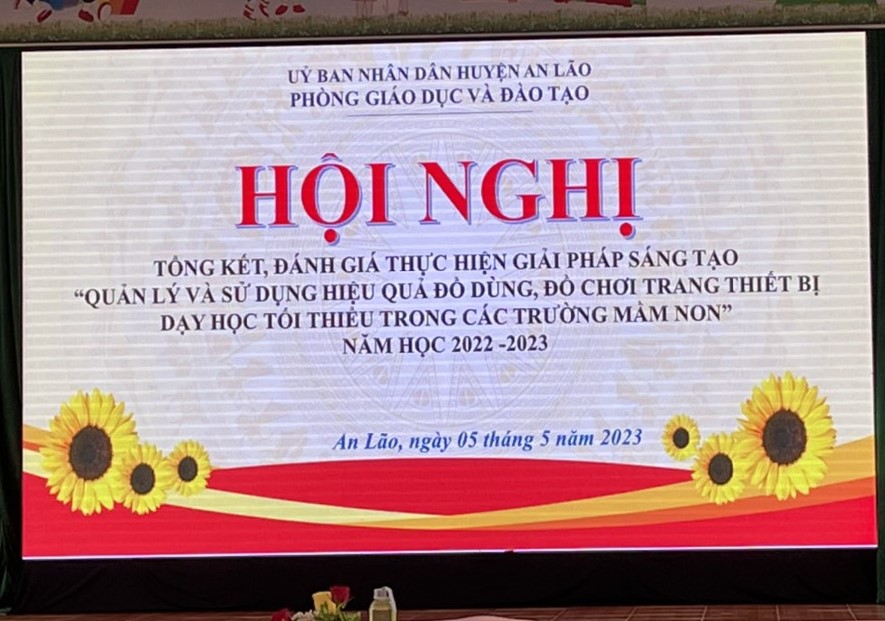 UỶ BAN NHÂN DÂN HUYỆN AN LÃO
PHÒNG GIÁO DỤC VÀ ĐÀO TẠO
HỘI NGHỊ
TỔNG KẾT, ĐÁNH GIÁ THỰC HIỆN GIẢI PHÁP SÁNG TẠO
“QUẢN LÝ VÀ SỬ DỤNG HIỆU QUẢ ĐỒ DÙNG, ĐỒ CHƠI TRANG THIẾT BỊ
DẠY HỌC TỐI THIỂU TRONG CÁC TRƯỜNG MẦM NON”
NĂM HỌC 2022 -2023
An Lão, ngày 05 tháng 5 năm 2023